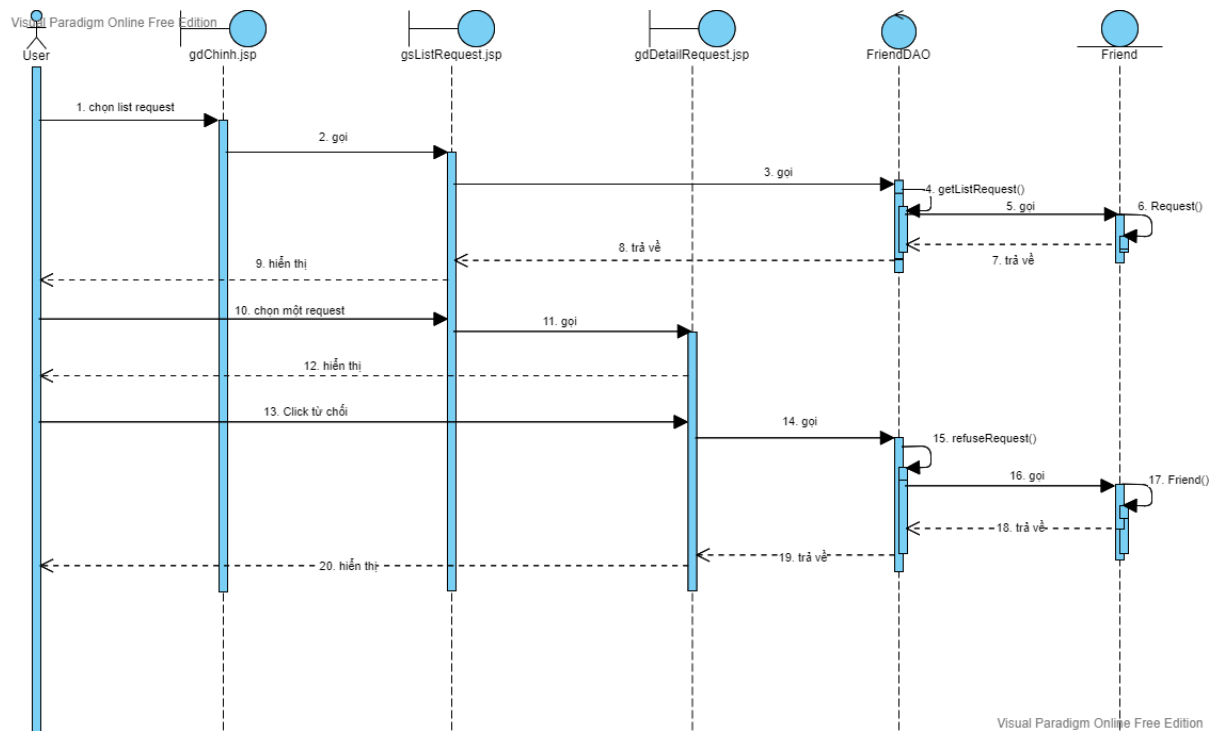 Visual Paradigm Online Free Edition
User
gdChinh.jsp
gsListRequest.jsp
gdDetailRequest.jsp
FriendDAO
Friend
1. chọn list request
2. gọi
3. gọi
4. getListRequest()
5. gọi
6. Request()
7. trả về
8. trả về
9. hiển thị
10. chọn một request
11. gọi
12. hiển thị
13. Click từ chối
14. gọi
15. refuseRequest()
16. gọi
17. Friend()
18. trả về
19. trả về
20. hiển thị
Visual Paradigm Online Free Edition